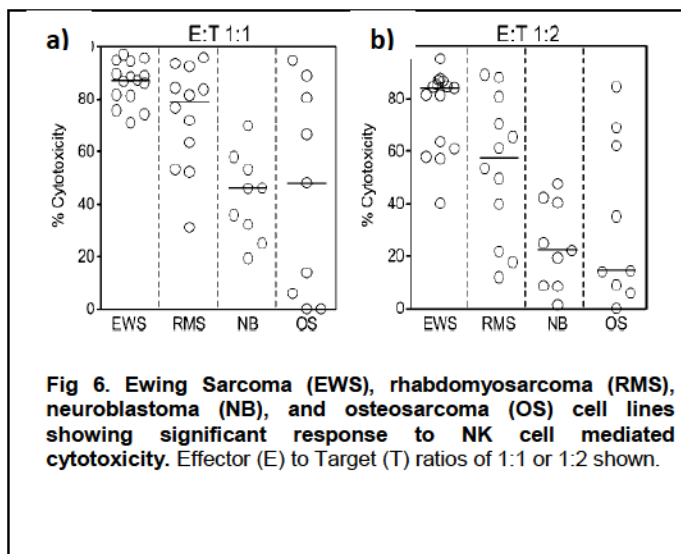 a) E:T 1:1
b) E:T 1:2
% Cytotoxicity
80
60
40
20
0
EWS RMS NB OS
% Cytotoxicity
80
60
40
20
0
EWS RMS NB OS
Fig 6. Ewing Sarcoma (EWS), rhabdomyosarcoma (RMS),
neuroblastoma (NB), and osteosarcoma (OS) cell lines
showing significant response to NK cell mediated
cytotoxicity. Effector (E) to Target (T) ratios of 1:1 or 1:2 shown.